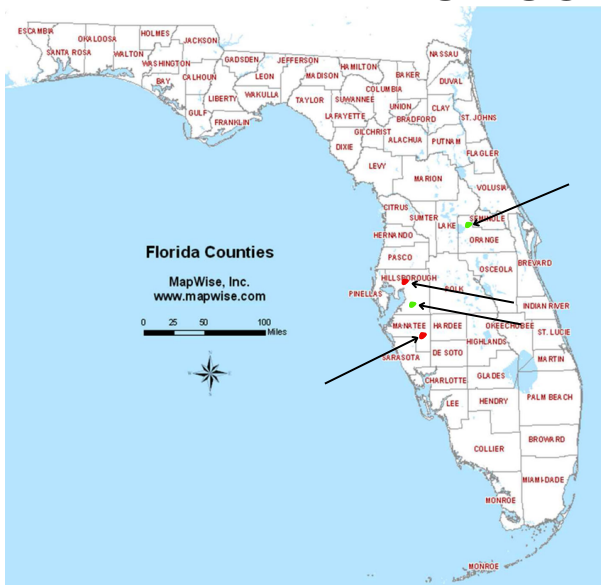 ESCAMBIA
SANTA ROSA
OKALOOSA
WALTON
HOLMES
WASHINGTON
JACKSON
BAY
CALHOUN
GULF
GADSDEN
LIBERTY
FRANKLIN
LEON
WAKULLA
JEFFERSON
MADISON
TAYLOR
HAMILTON
SUWANNEE
LAFAYETTE
DIXIE
COLUMBIA
GILCHRIST
BAKER
UNION
BRADFORD
ALACHUA
LEVY
NASSAU
DUVAL
CLAY
ST. JOHNS
PUTNAM
FLAGLER
MARION
VOLUSIA
CITRUS
SUMTER
LAKE
SEMINOLE
ORANGE
HERNANDO
PASCO
BREVARD
OSCEOLA
HILLSBOROUGH
PINELLAS
POLK
INDIAN RIVER
MANATEE
HARDEE
OKEECHOBEE
ST. LUCIE
HIGHLANDS
SARASOTA
DE SOTO
MARTIN
CHARLOTTE
GLADES
LEE
HENDRY
PALM BEACH
COLLIER
BROWARD
MIAMI-DADE
MONROE
MONROE
Florida Counties
MapWise, Inc.
www.mapwise.com
0 25 50 100
Miles